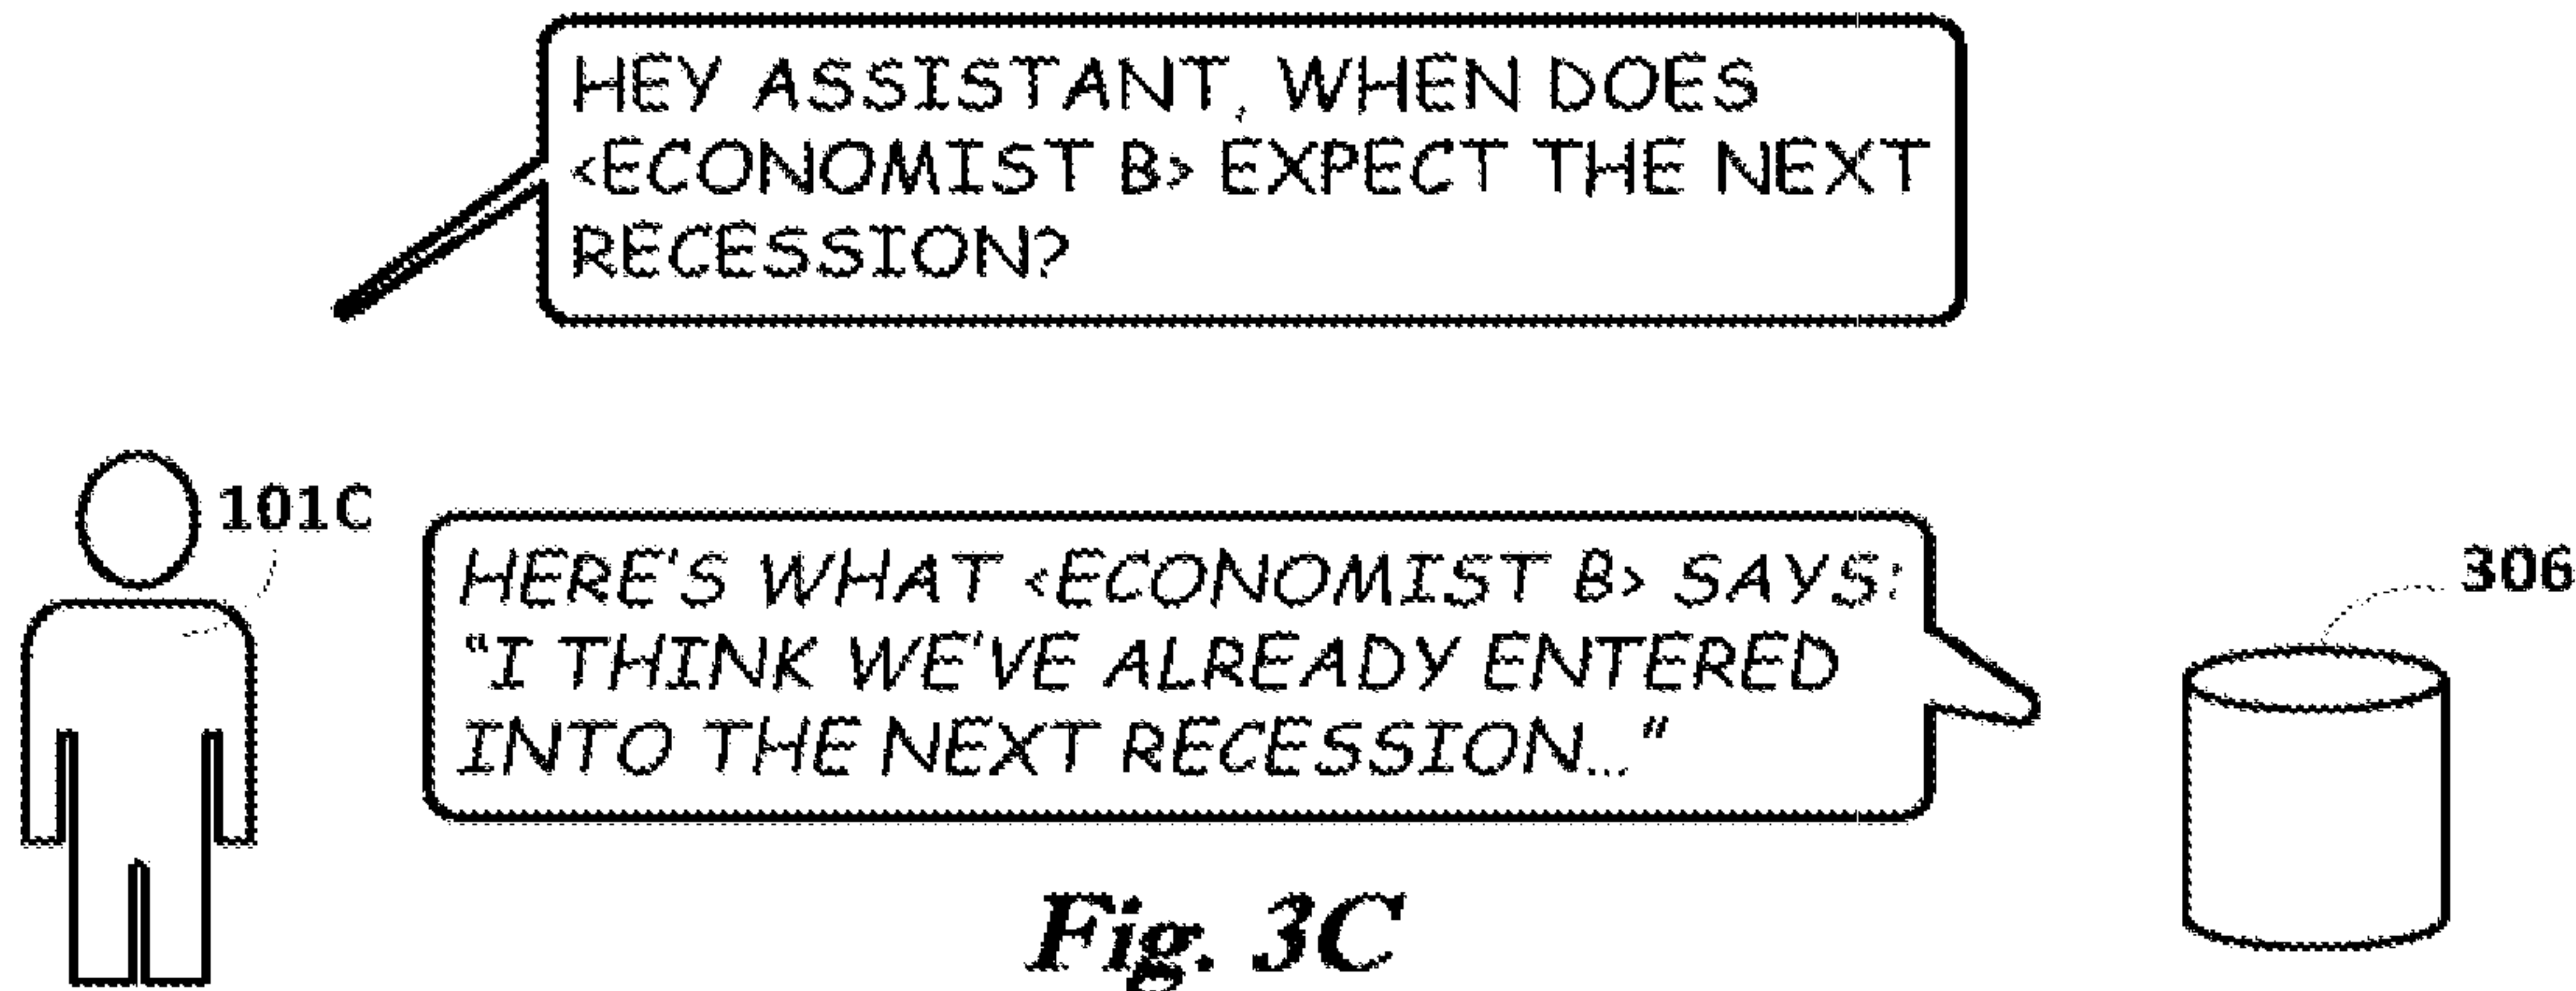 HEY ASSISTANT, WHEN DOES
<ECONOMIST B> EXPECT THE NEXT
RECESSION?
101C
HERE'S WHAT <ECONOMIST B> SAYS:
"I THINK WE'VE ALREADY ENTERED
INTO THE NEXT RECESSION..."
306
Fig. 3C